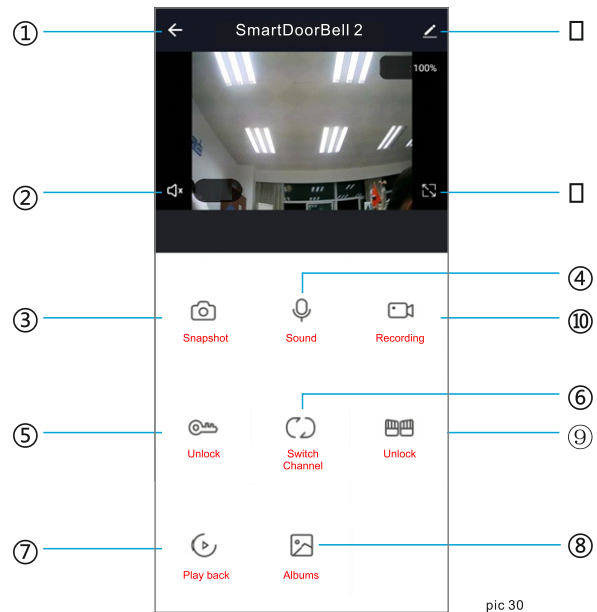 ① SmartDoorBell 2
100%
②
④
③ ⑩
Snapshot Sound Recording
⑥
⑤ ⑨
Unlock Switch Unlock
Channel
⑦ ⑧
Play back Albums
pic 30